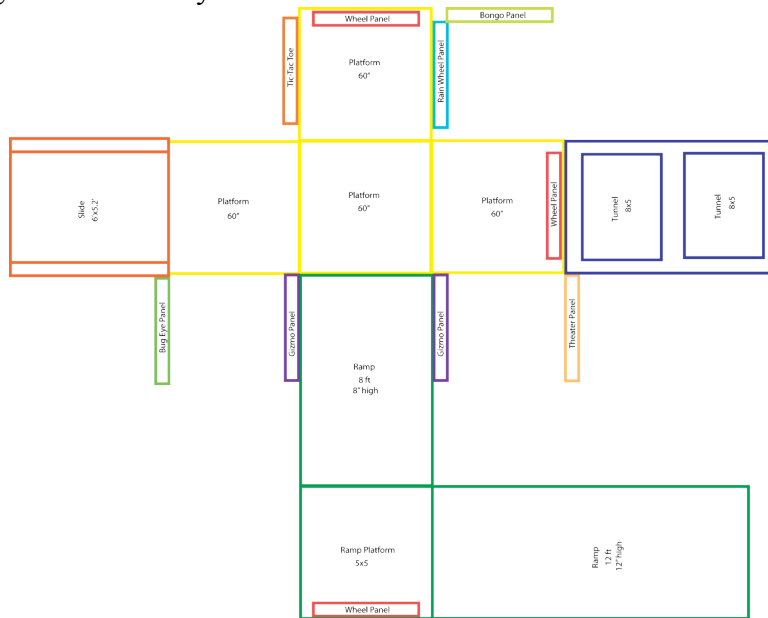 Wheel Panel
Bongo Panel
Tic-Tac Toe
Platform
60"
Rain Wheel Panel
Slide
6'x5.2'
Platform
60"
Platform
60"
Platform
60"
Wheel Panel
Tunnel
8x5
Tunnel
8x5
Bug Eye Panel
Gizmo Panel
Gizmo Panel
Theater Panel
Ramp
8 ft
8" high
Ramp Platform
5x5
Ramp
12 ft
12" high
Wheel Panel